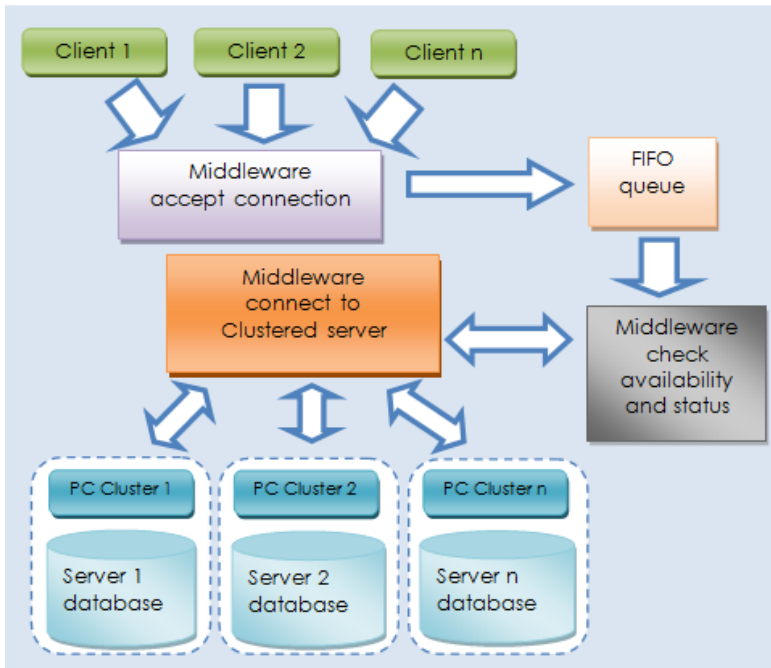 Client 1
Client 2
Client n
Middleware
accept connection
FIFO
queue
Middleware
connect to
Clustered server
Middleware
check
availability
and status
PC Cluster 1
PC Cluster 2
PC Cluster n
Server 1
database
Server 2
database
Server n
database